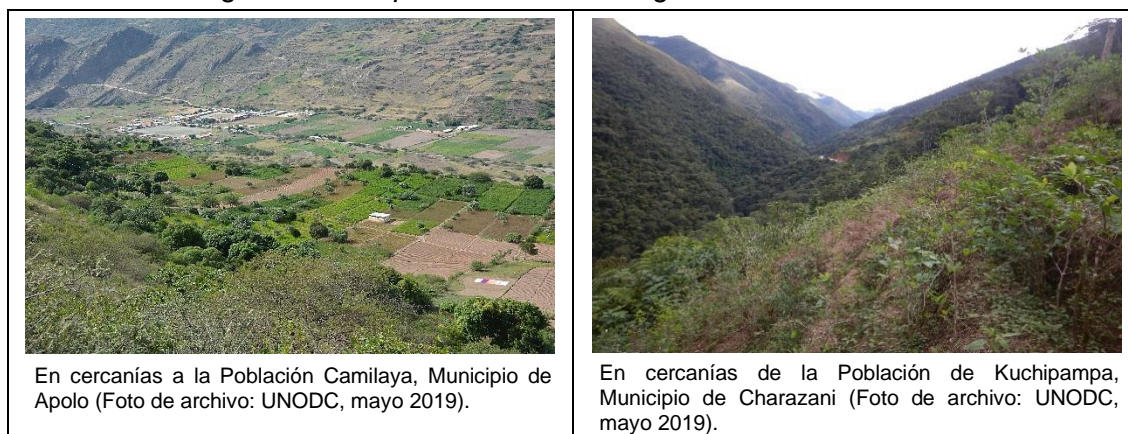 En cercanías a la Población Camilaya, Municipio de
Apolo (Foto de archivo: UNODC, mayo 2019).
En cercanías de la Población de Kuchipampa,
Municipio de Charazani (Foto de archivo: UNODC,
mayo 2019).